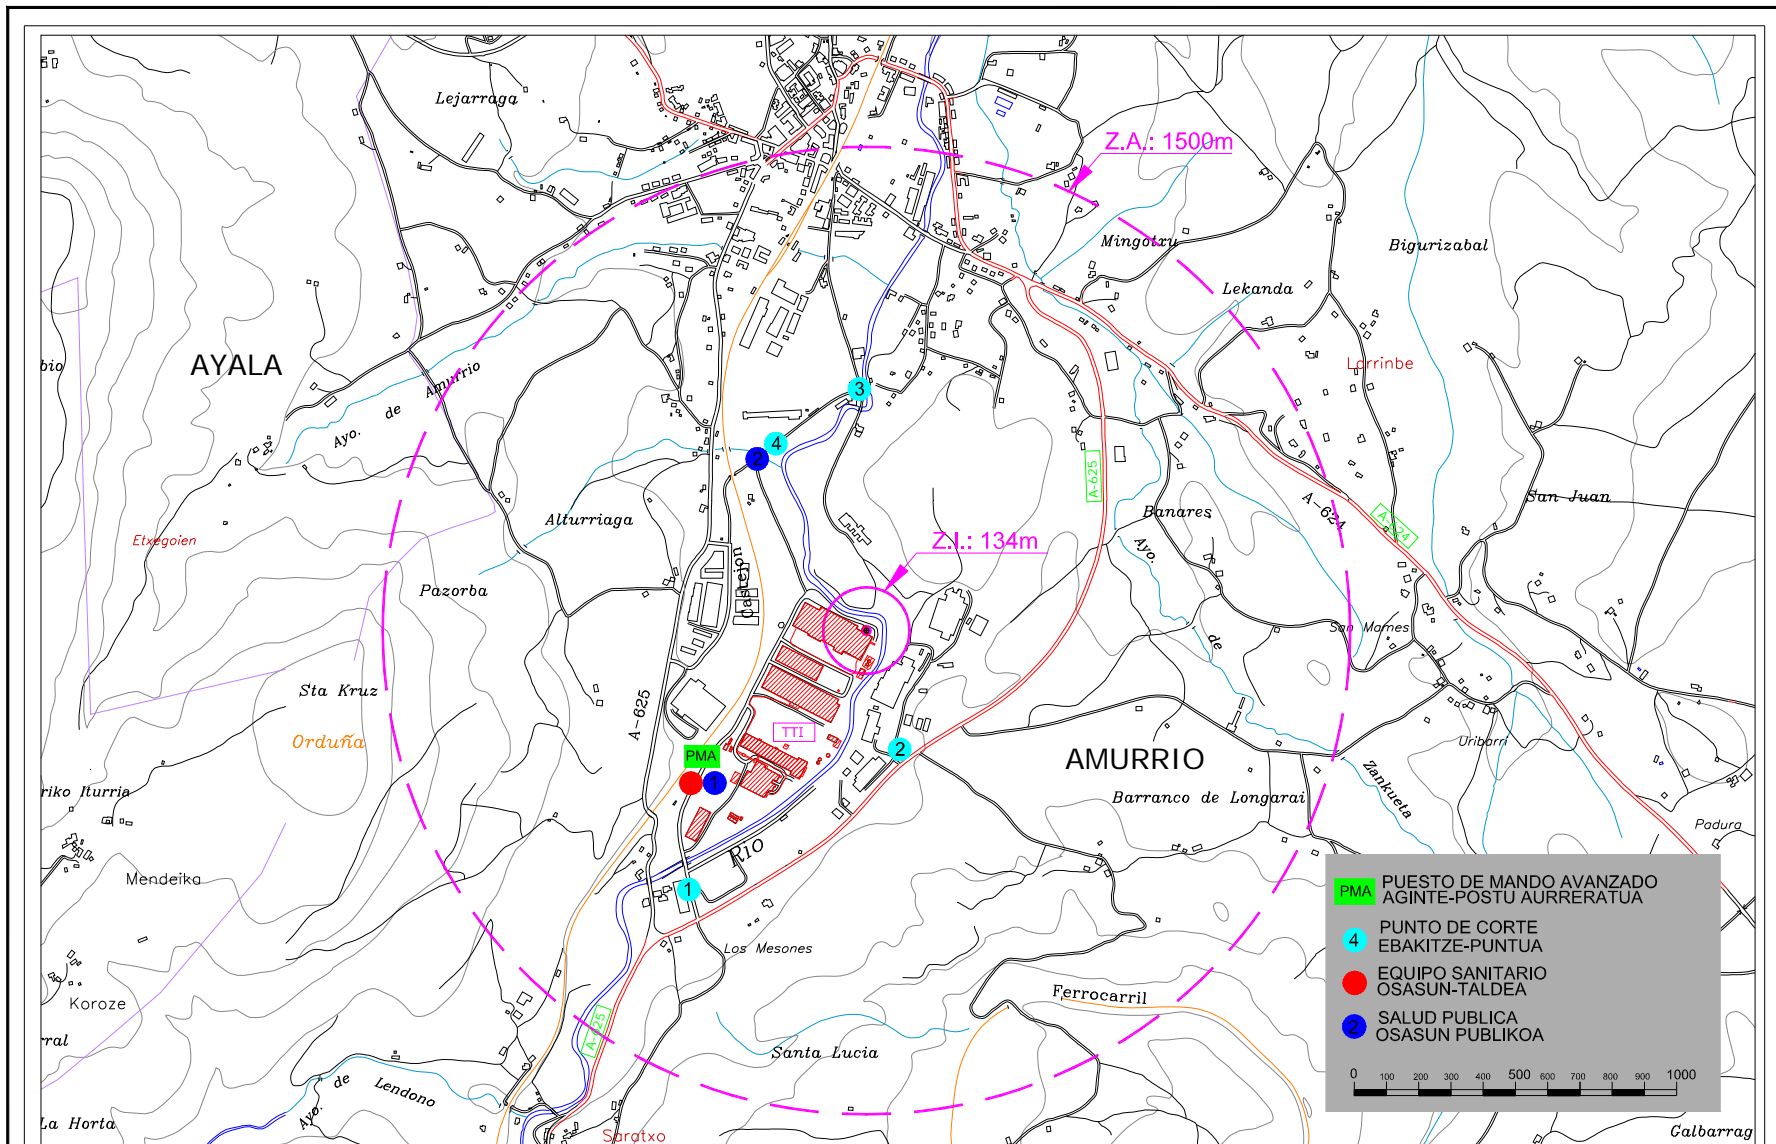 Lejarraga
Z.A.: 1500m
Mingotxu
Bigurizabal
Lekanda
AYALA
bio
Larrinbe
Ayo. de Amurrio
3
4
2
A-625
San Juan
A-624
A-624
Alturriaga
Banares
Etxegoien
Z.I.: 134m
Ayo.
Pazorba
Castejon
de
San Mames
Sta Kruz
A-625
Orduña
TTI
Uribarri
PMA
2
AMURRIO
1
Zankueta
riko Iturria
Barranco de Longarai
Padura
Rio
Mendeika
1
Los Mesones
Koroze
Ferrocarril
A-625
rral
Santa Lucia
Ayo. de Lendono
La Horta
Saratxo
Galbarrag
PMA PUESTO DE MANDO AVANZADO
AGINTE-POSTU AURRERATUA
4 PUNTO DE CORTE
EBAKITZE-PUNTUA
EQUIPO SANITARIO
OSASUN-TALDEA
2 SALUD PUBLICA
OSASUN PUBLIKOA
0 100 200 300 400 500 600 700 800 900 1000